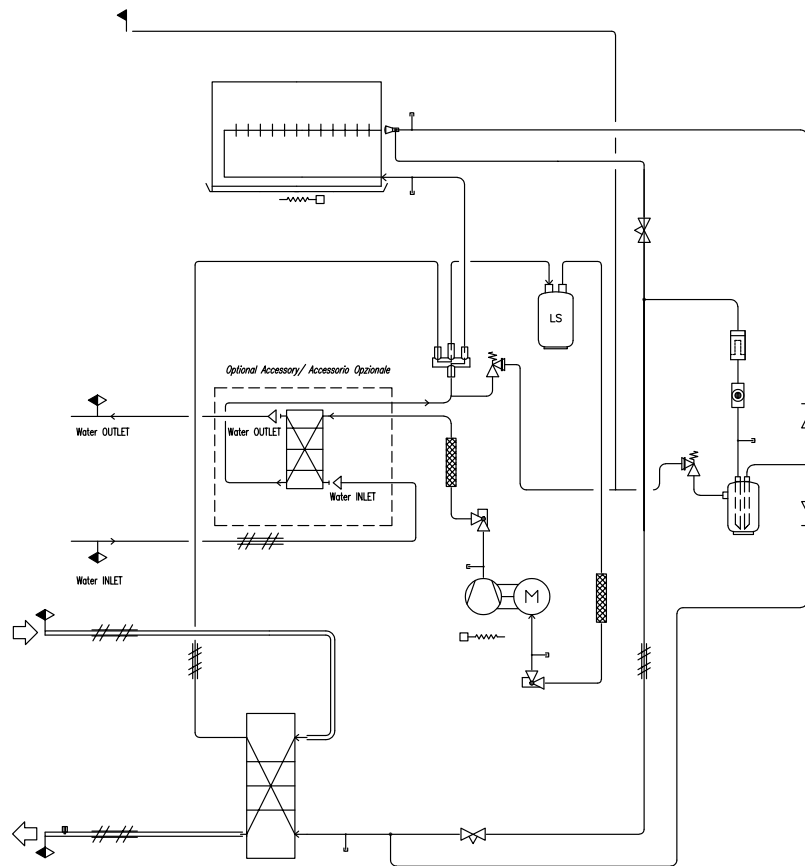 LS
Optional Accessory/ Accessorio Opzionale
Water OUTLET
Water OUTLET
Water INLET
Water INLET
M